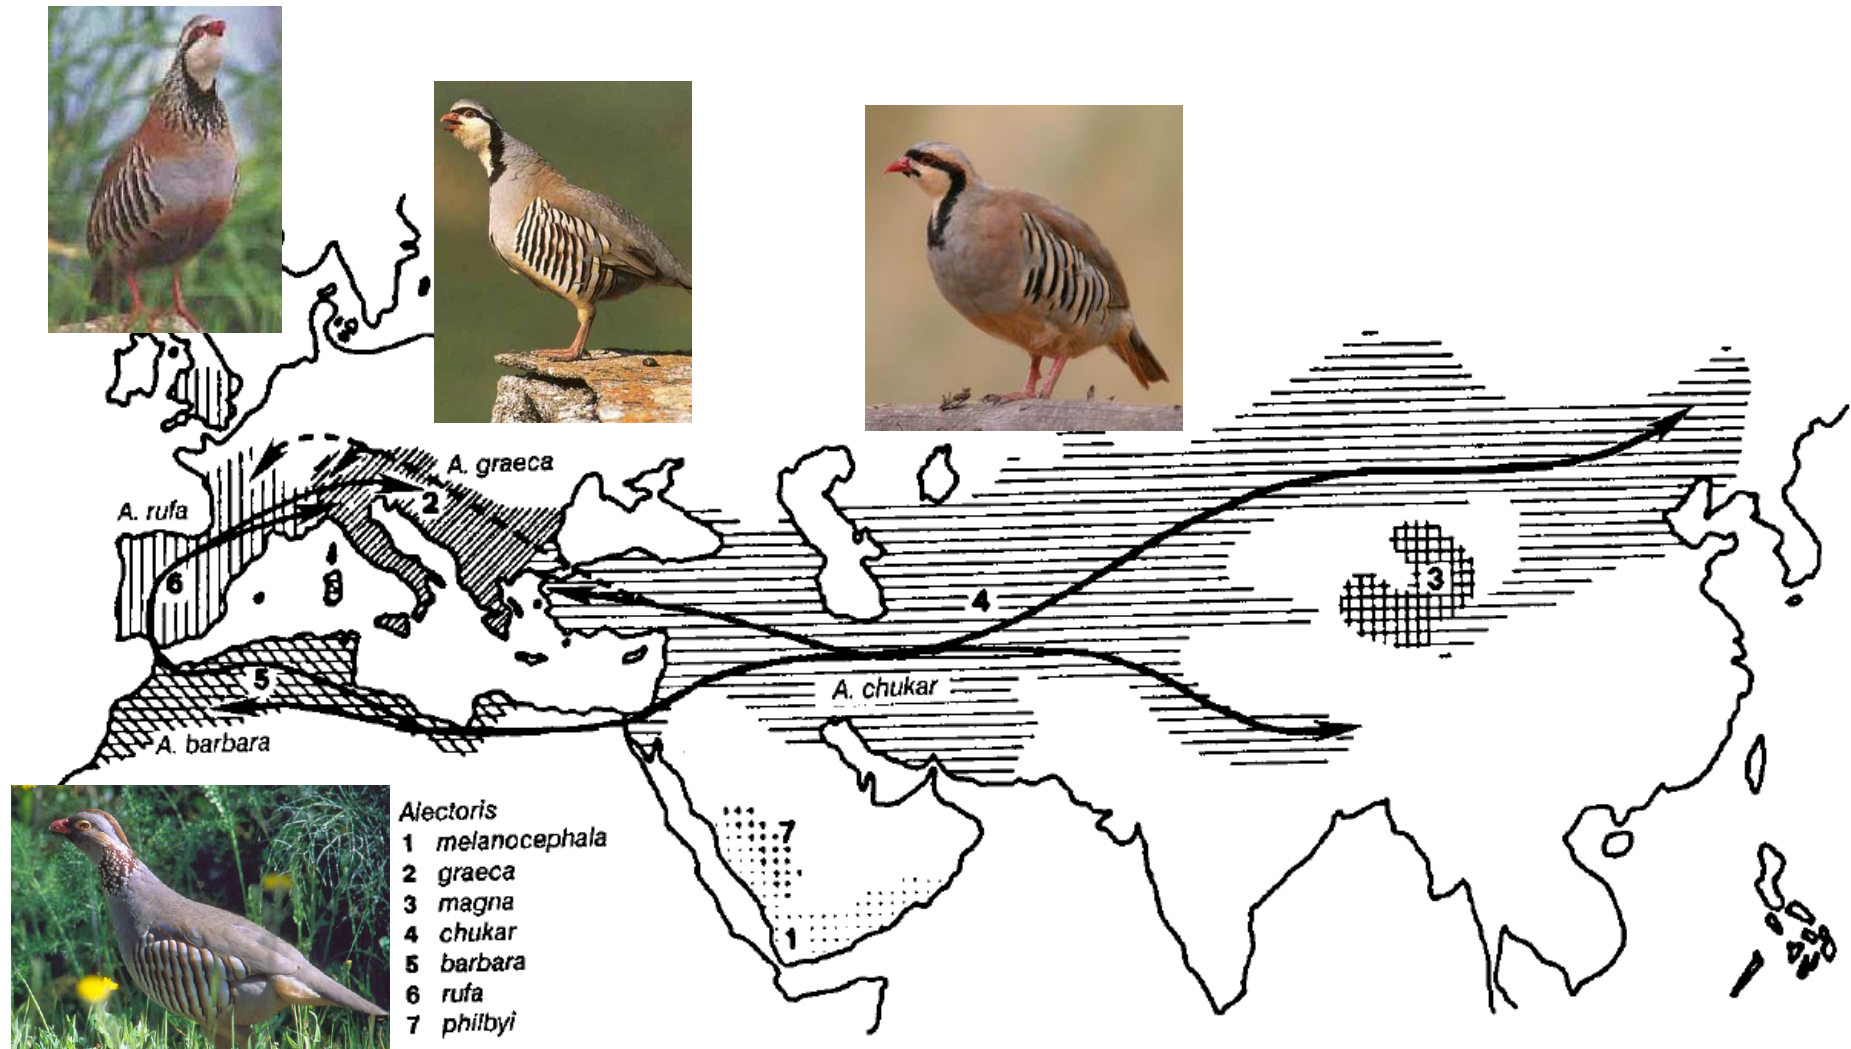 A. graeca
2
A. rufa
6
3
4
5
A. chukar
A. barbara
7
1
Alectoris
1 melanocephala
2 graeca
3 magna
4 chukar
5 barbara
6 rufa
7 philbyi